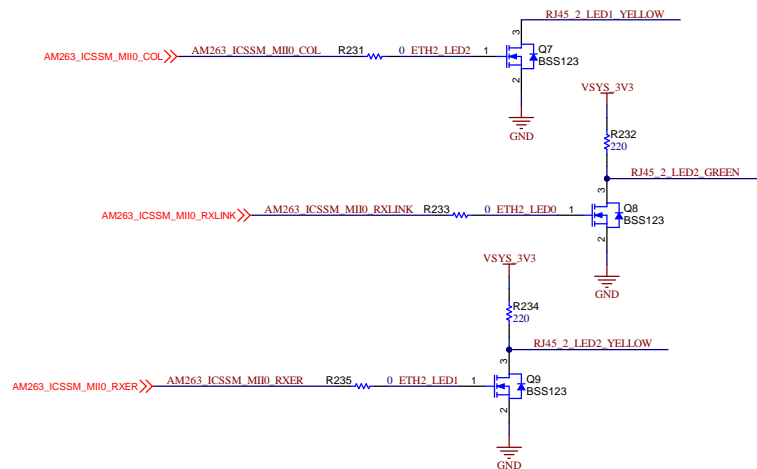 RJ45_2_LED1_YELLOW
3
AM263_ICSSM_MII0_COL
AM263_ICSSM_MII0_COL
R231
0
ETH2_LED2
1
Q7
BSS123
2
GND
VSYS_3V3
R232
220
RJ45_2_LED2_GREEN
3
AM263_ICSSM_MII0_RXLINK
AM263_ICSSM_MII0_RXLINK
R233
0
ETH2_LED0
1
Q8
BSS123
2
GND
VSYS_3V3
R234
220
RJ45_2_LED2_YELLOW
3
AM263_ICSSM_MII0_RXER
AM263_ICSSM_MII0_RXER
R235
0
ETH2_LED1
1
Q9
BSS123
2
GND